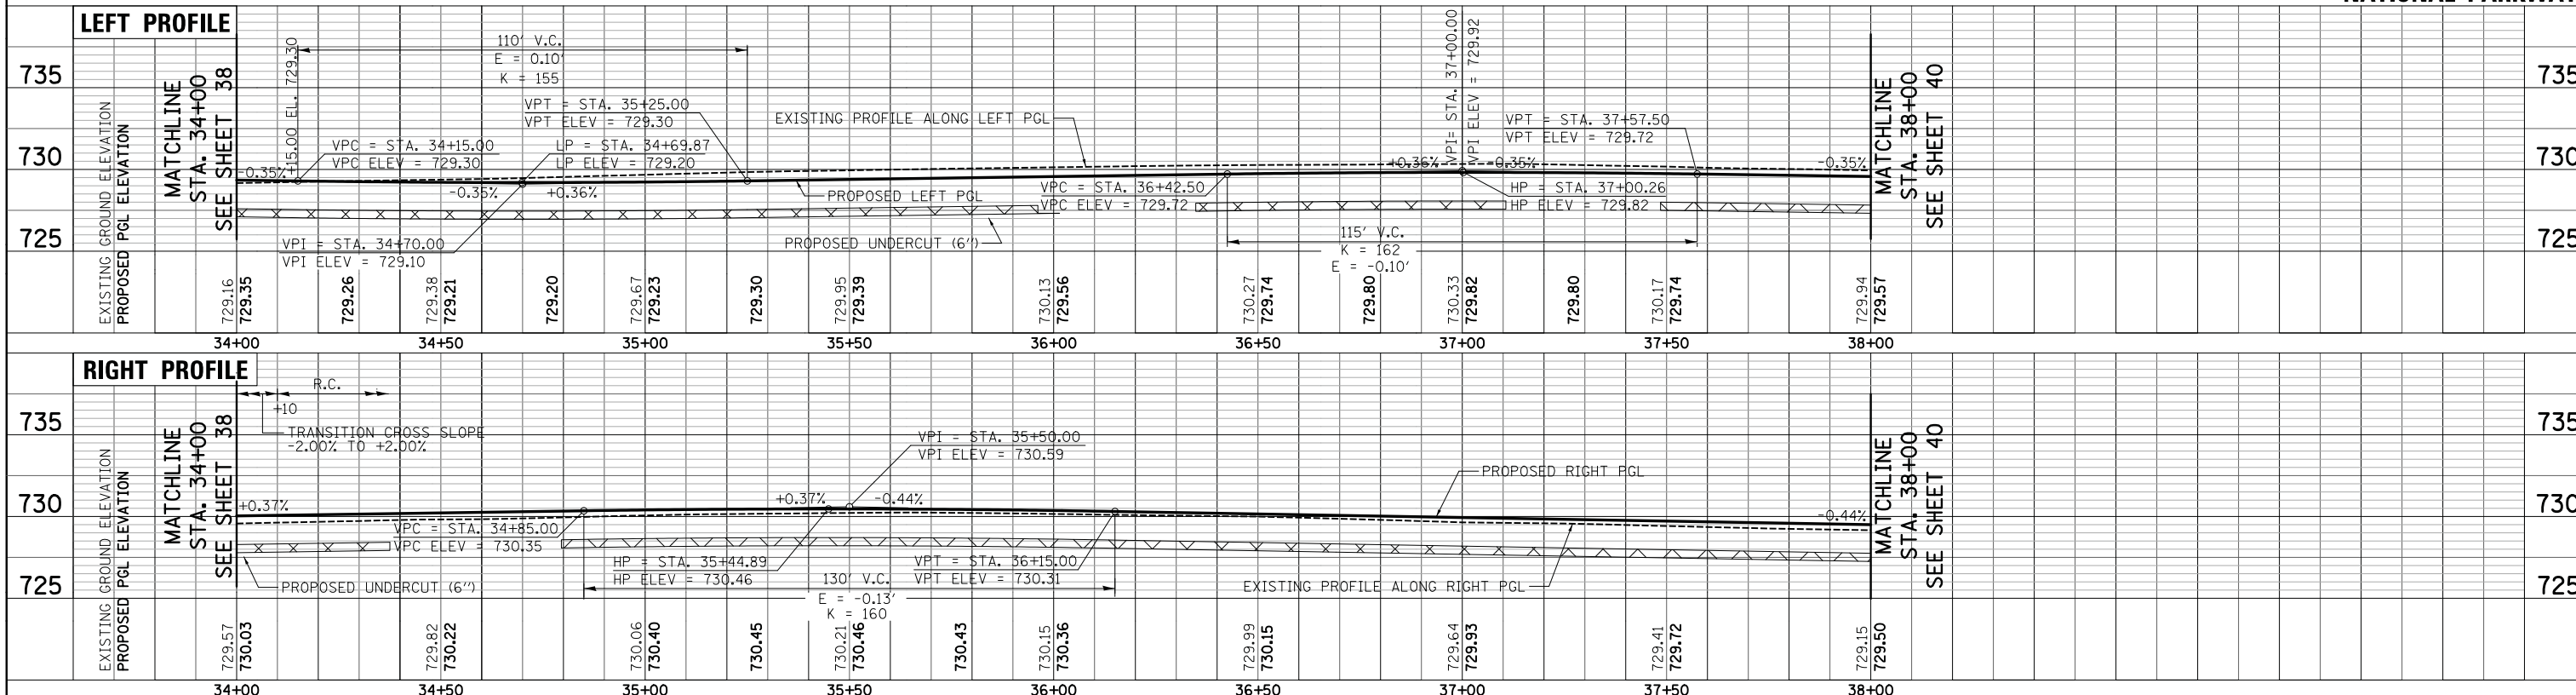 LEFT PROFILE
735
730
725
EXISTING GROUND ELEVATION
PROPOSED PGL ELEVATION
MATCHLINE
STA. 34+00
SEE SHEET 38
-0.35%
+15.00 EL. 729.30
110' V.C.
E = 0.10'
K = 155
VPT = STA. 35+25.00
VPT ELEV = 729.30
VPC = STA. 34+15.00
VPC ELEV = 729.30
LP = STA. 34+69.87
LP ELEV = 729.20
-0.35%
+0.36%
VPI = STA. 34+70.00
VPI ELEV = 729.10
EXISTING PROFILE ALONG LEFT PGL
PROPOSED LEFT PGL
PROPOSED UNDERCUT (6")
VPC = STA. 36+42.50
VPC ELEV = 729.72
115' V.C.
K = 162
E = -0.10'
+0.36%
VPI= STA. 37+00.00
VPI ELEV = 729.92
-0.35%
HP = STA. 37+00.26
HP ELEV = 729.82
VPT = STA. 37+57.50
VPT ELEV = 729.72
-0.35%
MATCHLINE
STA. 38+00
SEE SHEET 40
735
730
725
729.16 729.35 729.26 729.38 729.21 729.20 729.67 729.23 729.30 729.95 729.39 730.13 729.56 730.27 729.74 729.80 730.33 729.82 729.80 730.17 729.74 729.94 729.57
34+00 34+50 35+00 35+50 36+00 36+50 37+00 37+50 38+00
RIGHT PROFILE
735
730
725
EXISTING GROUND ELEVATION
PROPOSED PGL ELEVATION
MATCHLINE
STA. 34+00
SEE SHEET 38
R.C.
+10
TRANSITION CROSS SLOPE
-2.00% TO +2.00%
+0.37%
VPC = STA. 34+85.00
VPC ELEV = 730.35
PROPOSED UNDERCUT (6")
VPI = STA. 35+50.00
VPI ELEV = 730.59
+0.37%
-0.44%
HP = STA. 35+44.89
HP ELEV = 730.46
130' V.C.
E = -0.13'
K = 160
VPT = STA. 36+15.00
VPT ELEV = 730.31
PROPOSED RIGHT PGL
EXISTING PROFILE ALONG RIGHT PGL
-0.44%
MATCHLINE
STA. 38+00
SEE SHEET 40
735
730
725
729.57 730.03 729.82 730.22 730.06 730.40 730.45 730.21 730.46 730.43 730.15 730.36 729.99 730.15 729.64 729.93 729.41 729.72 729.15 729.50
34+00 34+50 35+00 35+50 36+00 36+50 37+00 37+50 38+00